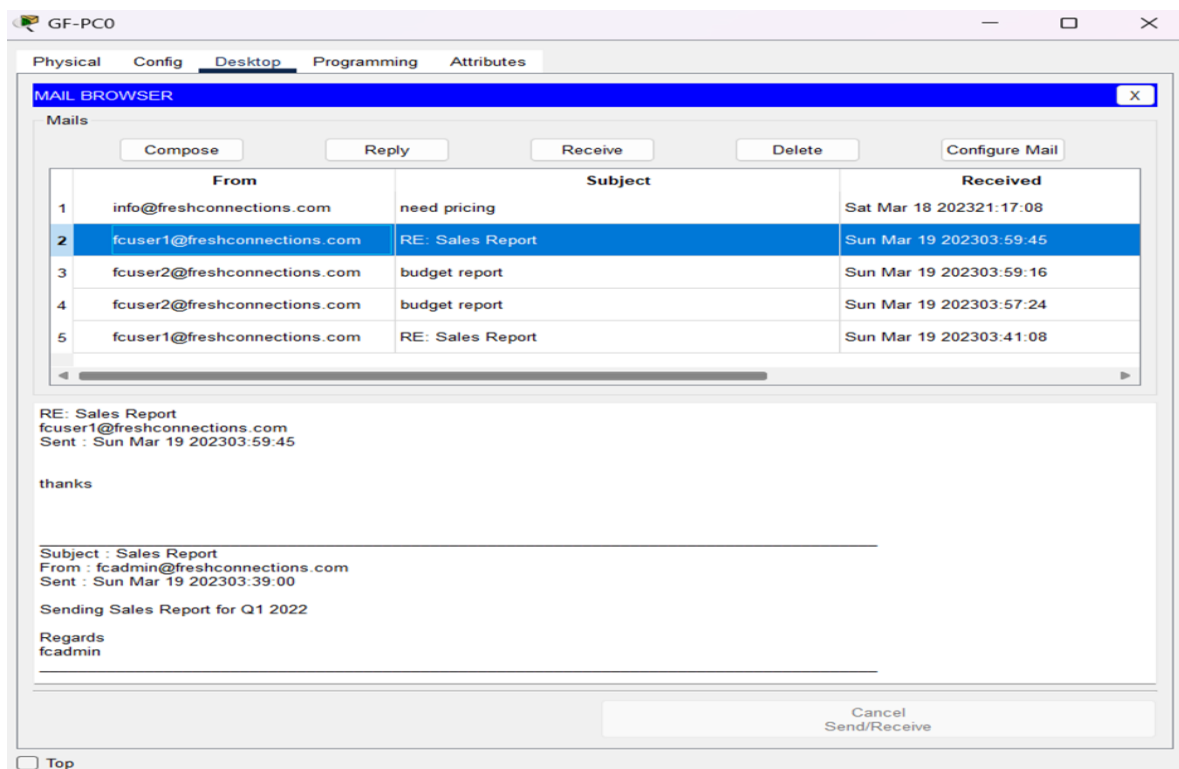 GF-PC0
Physical Config Desktop Programming Attributes
MAIL BROWSER X
Mails
Compose Reply Receive Delete Configure Mail
From Subject Received
1 info@freshconnections.com need pricing Sat Mar 18 202321:17:08
2 fcuser1@freshconnections.com RE: Sales Report Sun Mar 19 202303:59:45
3 fcuser2@freshconnections.com budget report Sun Mar 19 202303:59:16
4 fcuser2@freshconnections.com budget report Sun Mar 19 202303:57:24
5 fcuser1@freshconnections.com RE: Sales Report Sun Mar 19 202303:41:08
RE: Sales Report
fcuser1@freshconnections.com
Sent : Sun Mar 19 202303:59:45
thanks
Subject : Sales Report
From : fcadmin@freshconnections.com
Sent : Sun Mar 19 202303:39:00
Sending Sales Report for Q1 2022
Regards
fcadmin
Cancel
Send/Receive
Top